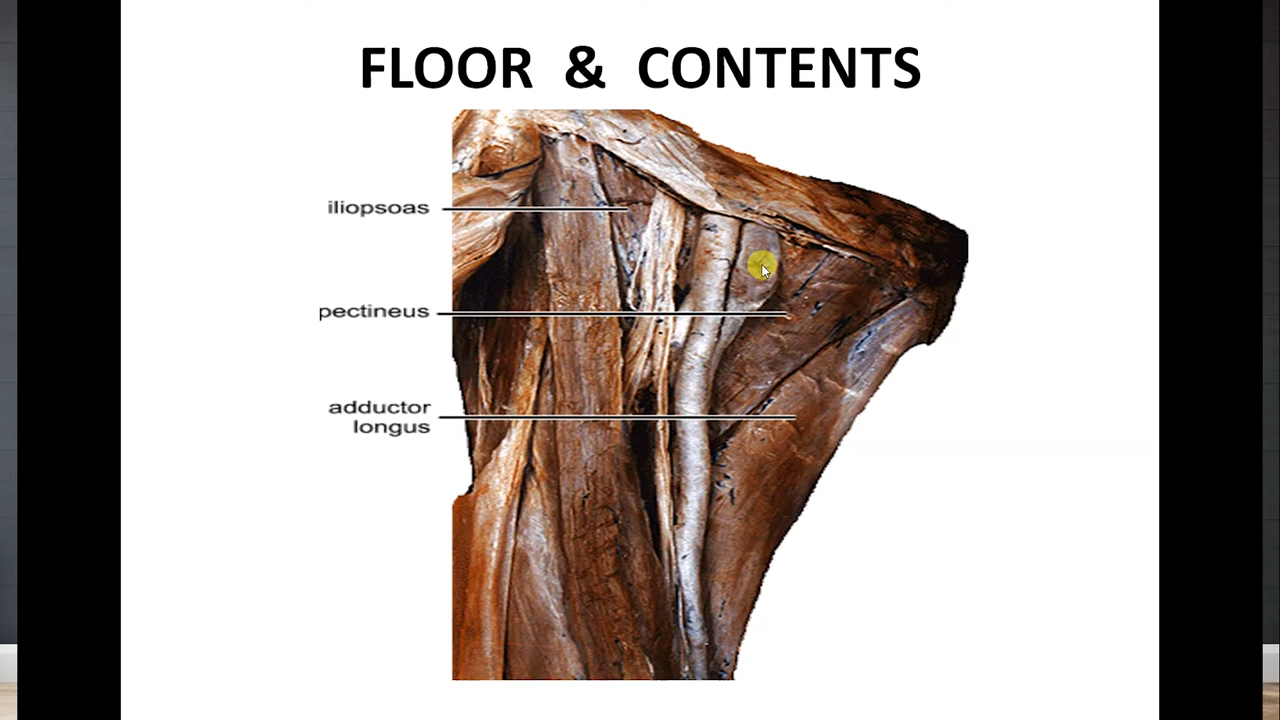 FLOOR & CONTENTS
iliopsoas
pectineus
adductor
longus